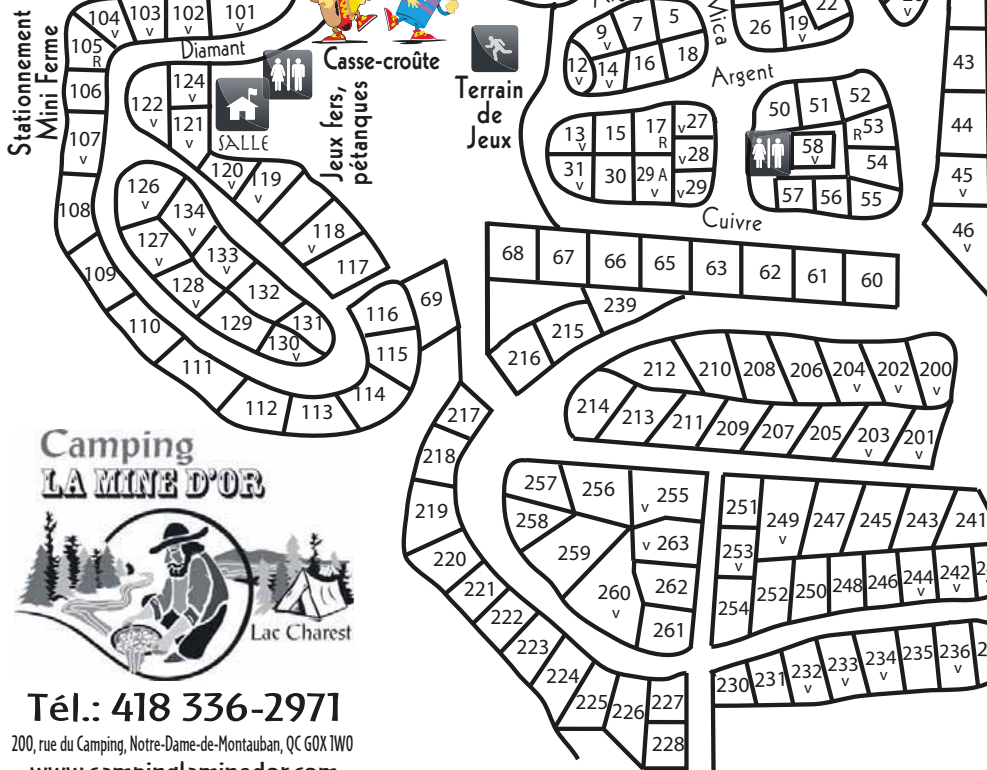 104
103
102
101
Diamant
105
R
106
107
v
108
109
110
111
112
113
114
115
116
69
Stationnement
Mini Ferme
124
v
122
v
121
v
SALLE
Casse-croûte
Jeux fers,
pétanques
Terrain
de
Jeux
120
v
119
v
118
v
117
126
v
134
v
127
v
133
v
128
v
132
129
131
130
v
9
v
7
5
12
v
14
v
16
18
Mica
26
19
v
22
Argent
13
v
15
17
R
v27
v28
v29
31
v
30
29 A
v
50
51
52
R53
58
v
54
57
56
55
43
44
45
v
46
v
Cuivre
68
67
66
65
63
62
61
60
239
215
216
212
210
208
206
204
v
202
v
200
v
214
213
211
209
207
205
203
v
201
v
217
218
219
220
221
222
223
224
225
226
227
228
257
256
v 255
258
259
v 263
262
260
v
261
251
253
v
254
249
v
247
245
243
241
252
250
248
246
244
v
242
v
230
231
232
v
233
v
234
v
235
236
v
Camping
LA MINE D'OR
Lac Charest
Tél.: 418 336-2971
200, rue du Camping, Notre-Dame-de-Montauban, QC G0X 1W0
www.campinglaminedor.com